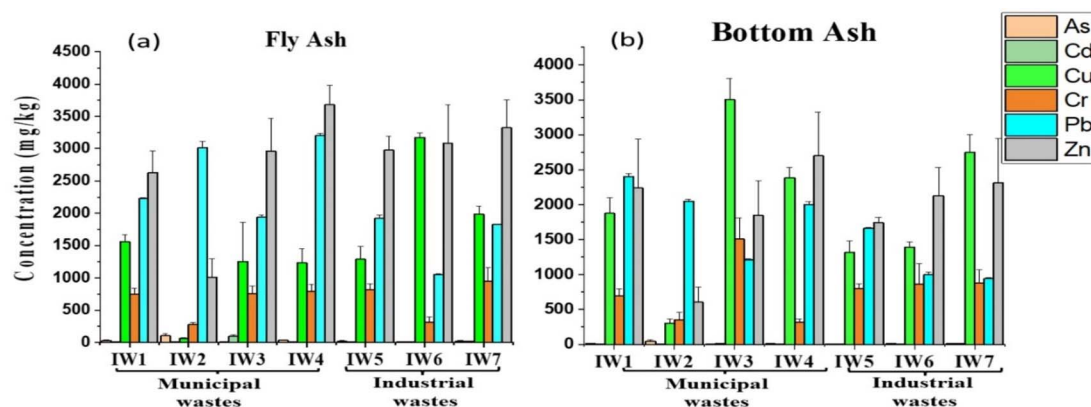 (a)
Fly Ash
Concentration (mg/kg)
4500
4000
3500
3000
2500
2000
1500
1000
500
0
IW1 IW2 IW3 IW4 IW5 IW6 IW7
Municipal
wastes
Industrial
wastes
(b)
Bottom Ash
4000
3500
3000
2500
2000
1500
1000
500
0
IW1 IW2 IW3 IW4 IW5 IW6 IW7
Municipal
wastes
Industrial
wastes
As
Cd
Cu
Cr
Pb
Zn